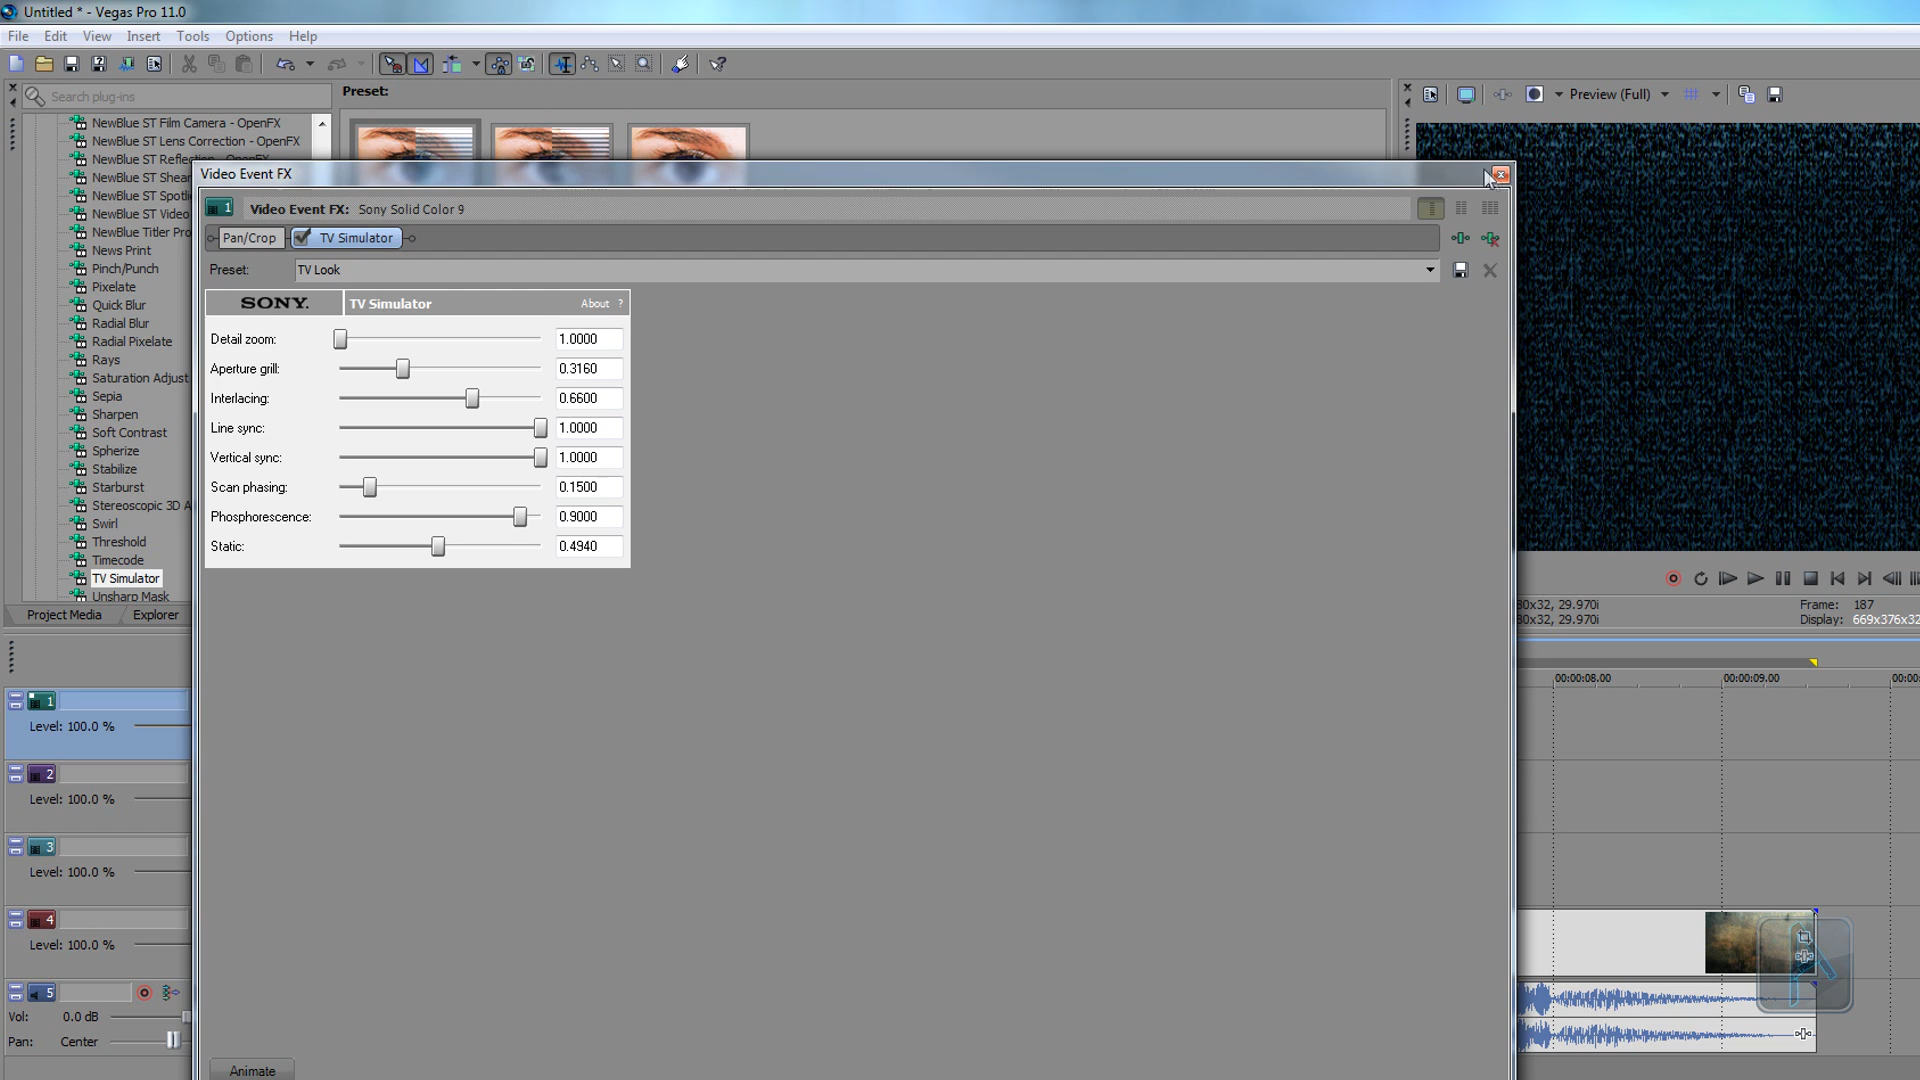 Untitled * - Vegas Pro 11.0
File Edit View Insert Tools Options Help
Search plug-ins
Preset:
Preview (Full)
NewBlue ST Film Camera - OpenFX
NewBlue ST Lens Correction - OpenFX
NewBlue ST Reflection - OpenFX
NewBlue ST Shear
NewBlue ST Spotli
NewBlue ST Video
NewBlue Titler Pro
News Print
Pinch/Punch
Pixelate
Quick Blur
Radial Blur
Radial Pixelate
Rays
Saturation Adjust
Sepia
Sharpen
Soft Contrast
Spherize
Stabilize
Starburst
Stereoscopic 3D A
Swirl
Threshold
Timecode
TV Simulator
Unsharp Mask
Project Media Explorer
Video Event FX
1 Video Event FX: Sony Solid Color 9
Pan/Crop TV Simulator
Preset: TV Look
SONY. TV Simulator About ?
Detail zoom: 1.0000
Aperture grill: 0.3160
Interlacing: 0.6600
Line sync: 1.0000
Vertical sync: 1.0000
Scan phasing: 0.1500
Phosphorescence: 0.9000
Static: 0.4940
Animate
80x32, 29.970i Frame: 187
80x32, 29.970i Display: 669x376x32
00:00:08.00 00:00:09.00 00:00:
1
Level: 100.0 %
2
Level: 100.0 %
3
Level: 100.0 %
4
Level: 100.0 %
5
Vol: 0.0 dB
Pan: Center